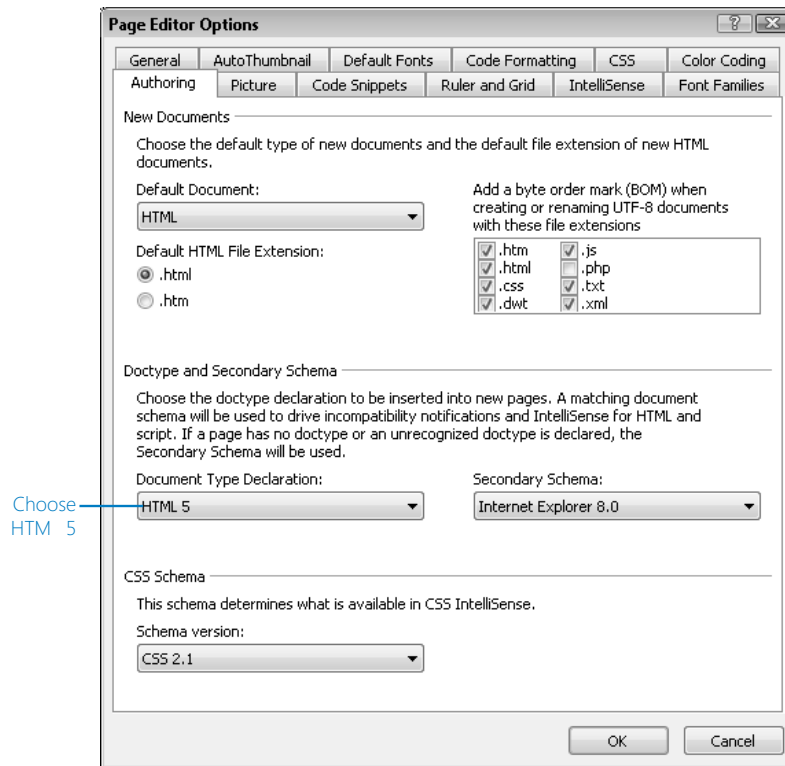 Page Editor Options
General AutoThumbnail Default Fonts Code Formatting CSS Color Coding
Authoring Picture Code Snippets Ruler and Grid IntelliSense Font Families
New Documents
Choose the default type of new documents and the default file extension of new HTML
documents.
Default Document:
HTML
Default HTML File Extension:
.html
.htm
Add a byte order mark (BOM) when
creating or renaming UTF-8 documents
with these file extensions
.htm .js
.html .php
.css .txt
.dwt .xml
Doctype and Secondary Schema
Choose the doctype declaration to be inserted into new pages. A matching document
schema will be used to drive incompatibility notifications and IntelliSense for HTML and
script. If a page has no doctype or an unrecognized doctype is declared, the
Secondary Schema will be used.
Document Type Declaration:
HTML 5
Secondary Schema:
Internet Explorer 8.0
Choose
HTM 5
CSS Schema
This schema determines what is available in CSS IntelliSense.
Schema version:
CSS 2.1
OK Cancel